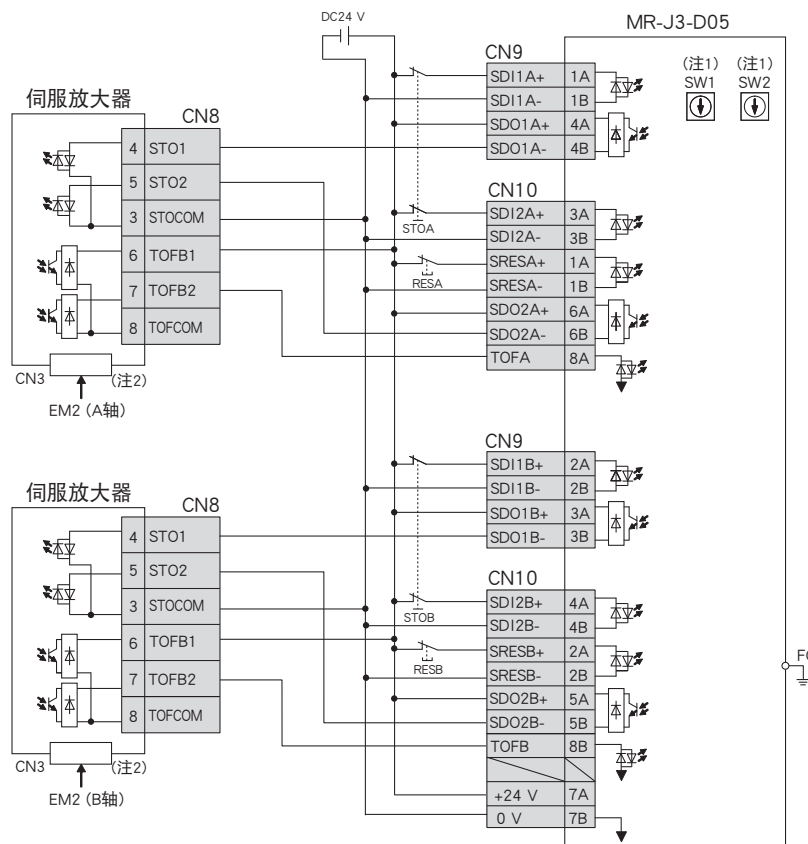 DC24 V
MR-J3-D05
(注1) (注1)
SW1 SW2
CN9
SDI1A+ 1A
SDI1A- 1B
SDO1A+ 4A
SDO1A- 4B
伺服放大器
CN8
4 STO1
5 STO2
3 STOCOM
6 TOFB1
7 TOFB2
8 TOFCOM
CN3 (注2)
EM2 (A轴)
STOA
RESA
CN10
SDI2A+ 3A
SDI2A- 3B
SRESA+ 1A
SRESA- 1B
SDO2A+ 6A
SDO2A- 6B
TOFA 8A
CN9
SDI1B+ 2A
SDI1B- 2B
SDO1B+ 3A
SDO1B- 3B
伺服放大器
CN8
4 STO1
5 STO2
3 STOCOM
6 TOFB1
7 TOFB2
8 TOFCOM
CN3 (注2)
EM2 (B轴)
STOB
RESB
CN10
SDI2B+ 4A
SDI2B- 4B
SRESB+ 2A
SRESB- 2B
SDO2B+ 5A
SDO2B- 5B
TOFB 8B
+24 V 7A
0 V 7B